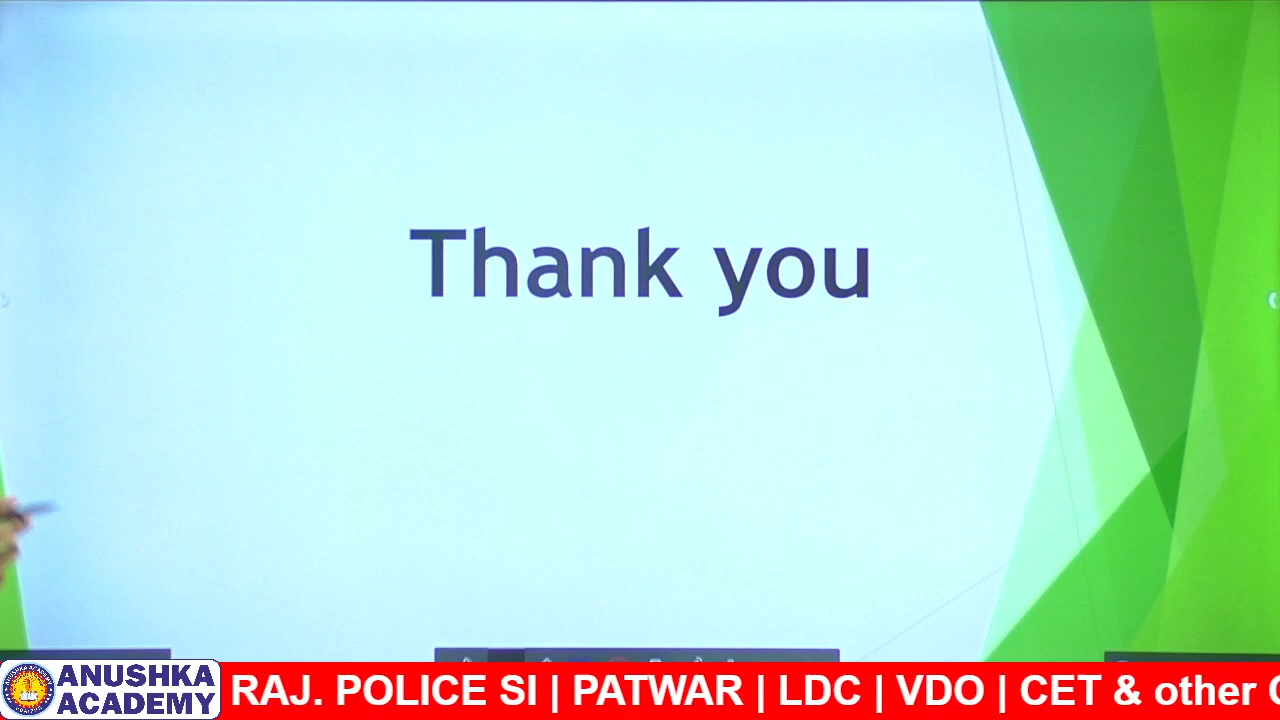 Thank you
ANUSHKA
ACADEMY
RAJ. POLICE SI | PATWAR | LDC | VDO | CET & other